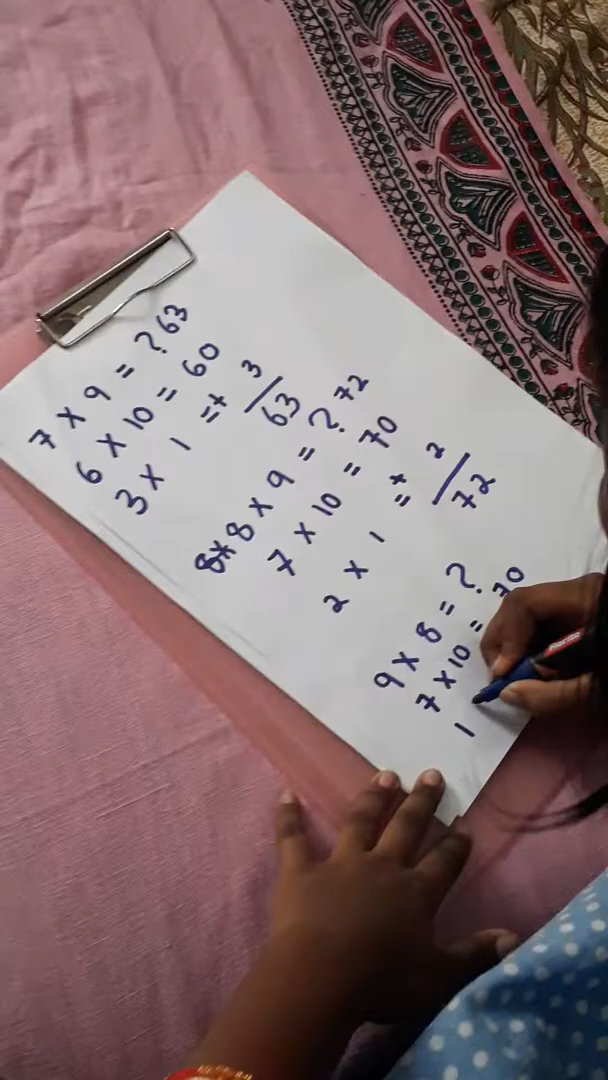 7 x 9 = ? 63
6 x 10 = 60
3 x 1 =+ 3
63
8x8 x 9 = ? 72
7 x 10 = 70
2 x 1 =+ 2
72
9 x 8 = ?
7 x 10 = 70
1